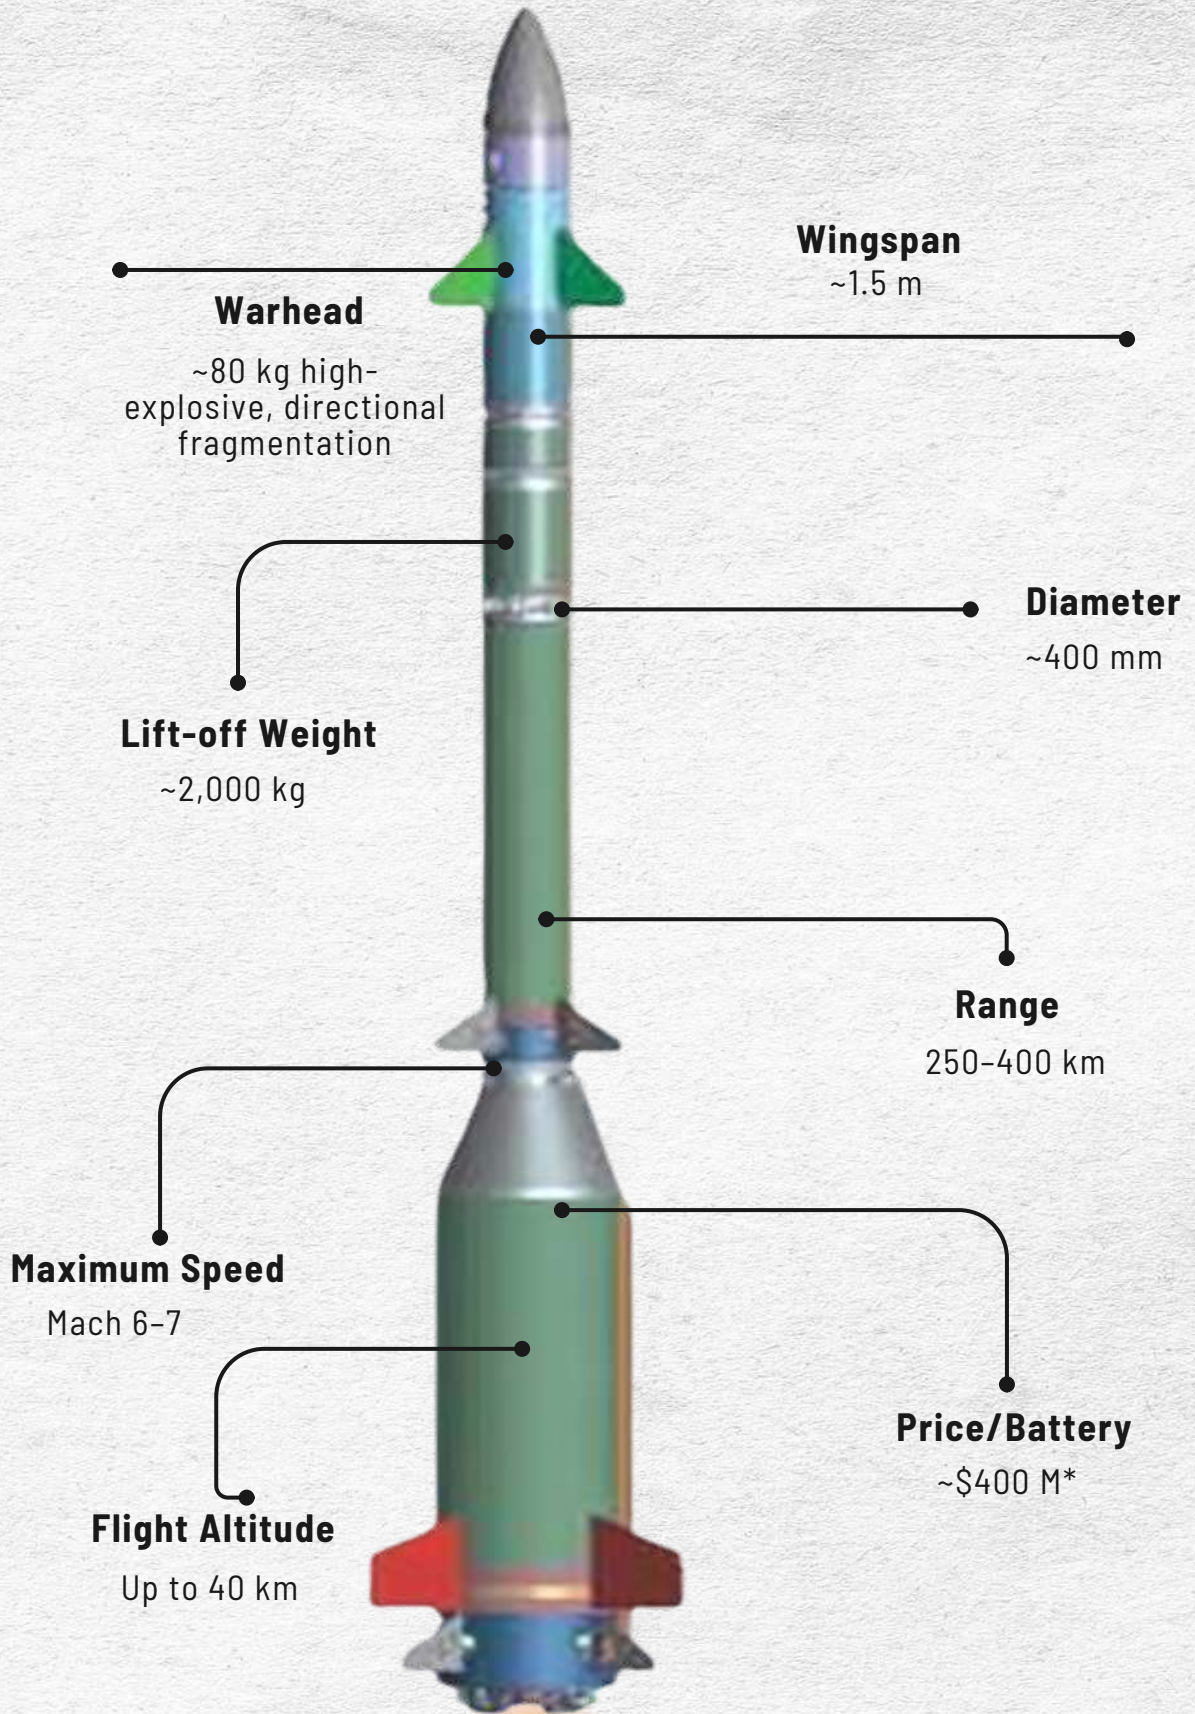 Wingspan
~1.5 m
Warhead
~80 kg high-
explosive, directional
fragmentation
Diameter
~400 mm
Lift-off Weight
~2,000 kg
Range
250–400 km
Maximum Speed
Mach 6–7
Price/Battery
~$400 M*
Flight Altitude
Up to 40 km